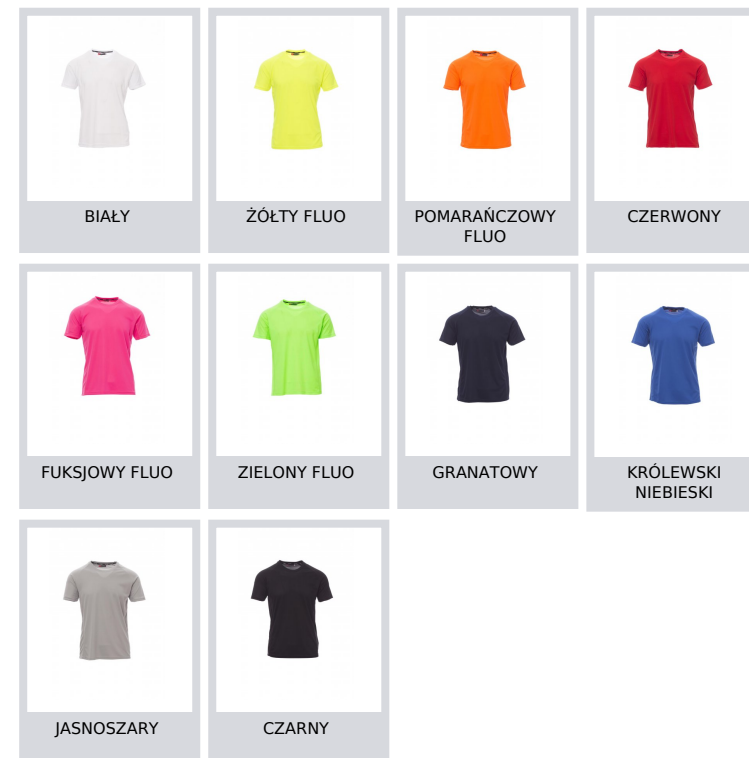 BIAŁY
ŻÓŁTY FLUO
POMARAŃCZOWY
FLUO
CZERWONY
FUKSJOWY FLUO
ZIELONY FLUO
GRANATOWY
KRÓLEWSKI
NIEBIESKI
JASNOSZARY
CZARNY